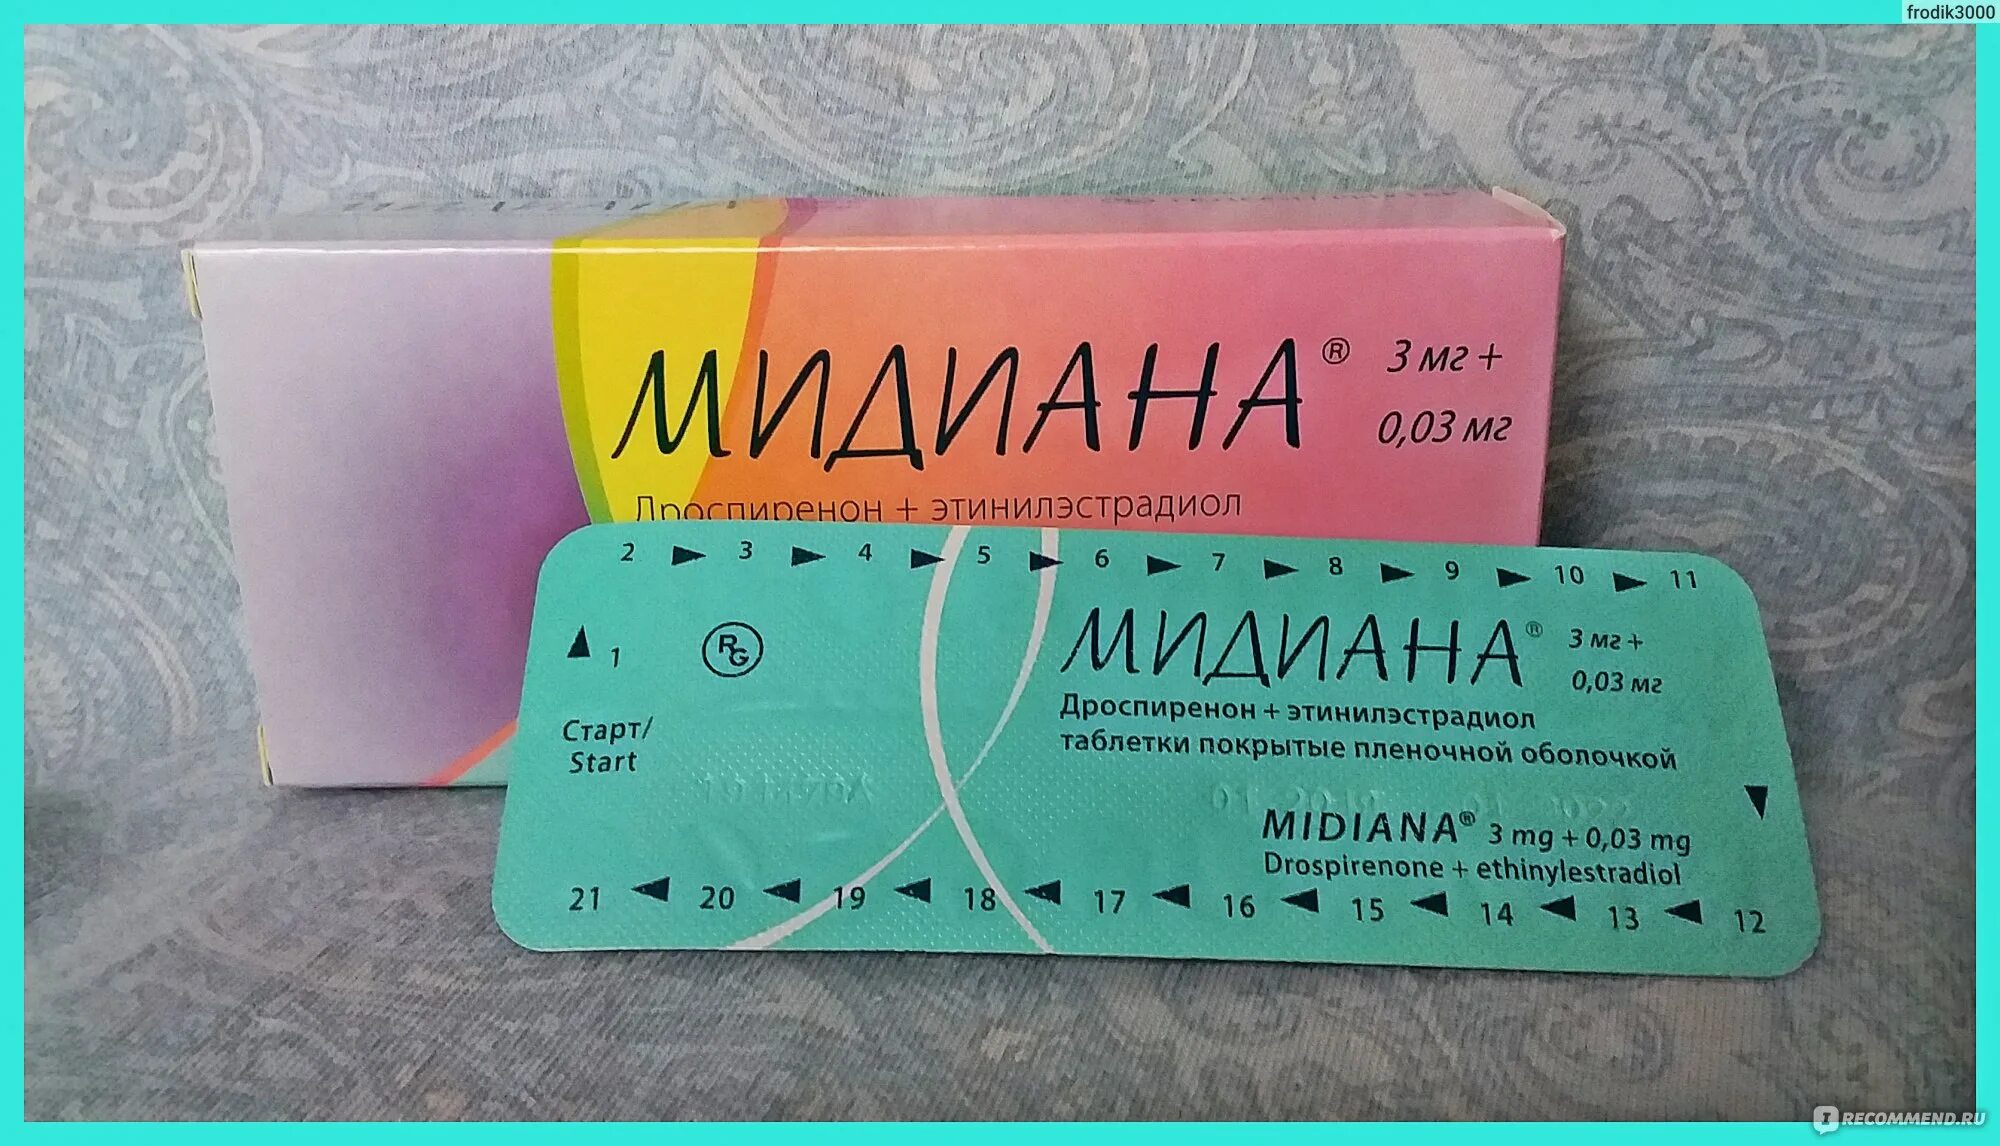 frodik3000
МИДИАНА® 3 мг +
0,03 мг
Дроспиренон + этинилэстрадиол
2 3 4 5 6 7 8 9 10 11
1
RG
МИДИАНА® 3 мг +
0,03 мг
Дроспиренон + этинилэстрадиол
таблетки покрытые пленочной оболочкой
Старт/
Start
MIDIANA® 3 mg + 0,03 mg
Drospirenone + ethinylestradiol
21 20 19 18 17 16 15 14 13 12
IRECOMMEND.RU